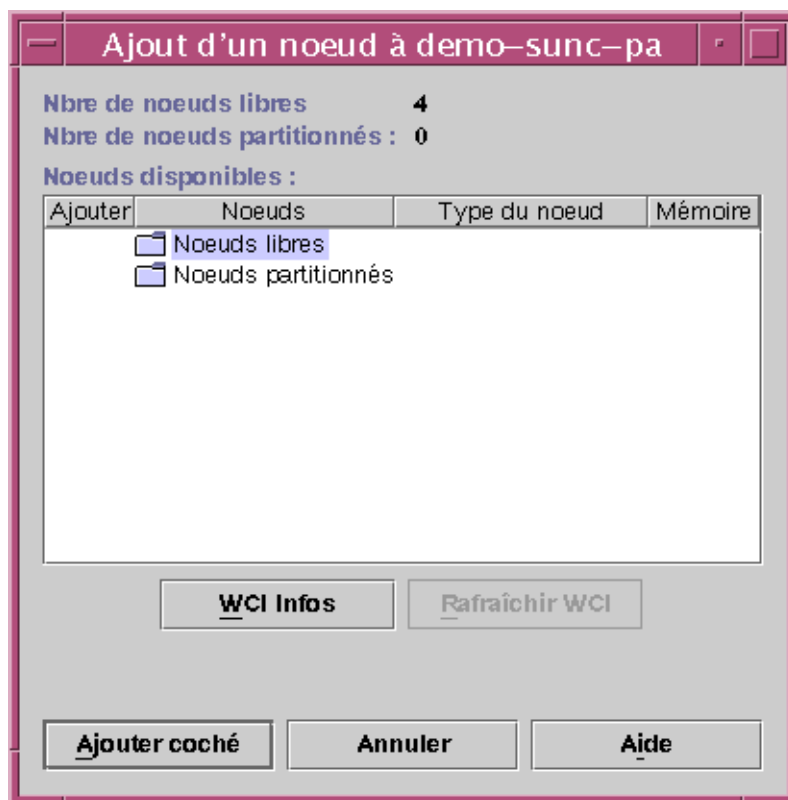 Ajout d'un noeud à demo–sunc–pa
Nbre de noeuds libres 4
Nbre de noeuds partitionnés : 0
Noeuds disponibles :
Ajouter Noeuds Type du noeud Mémoire
Noeuds libres
Noeuds partitionnés
WCI Infos Rafraîchir WCI
Ajouter coché Annuler Aide